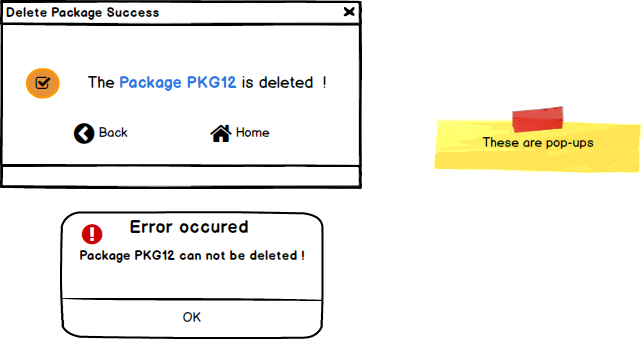 Delete Package Success
The Package PKG12 is deleted !
Back Home
These are pop-ups
Error occured
Package PKG12 can not be deleted !
OK